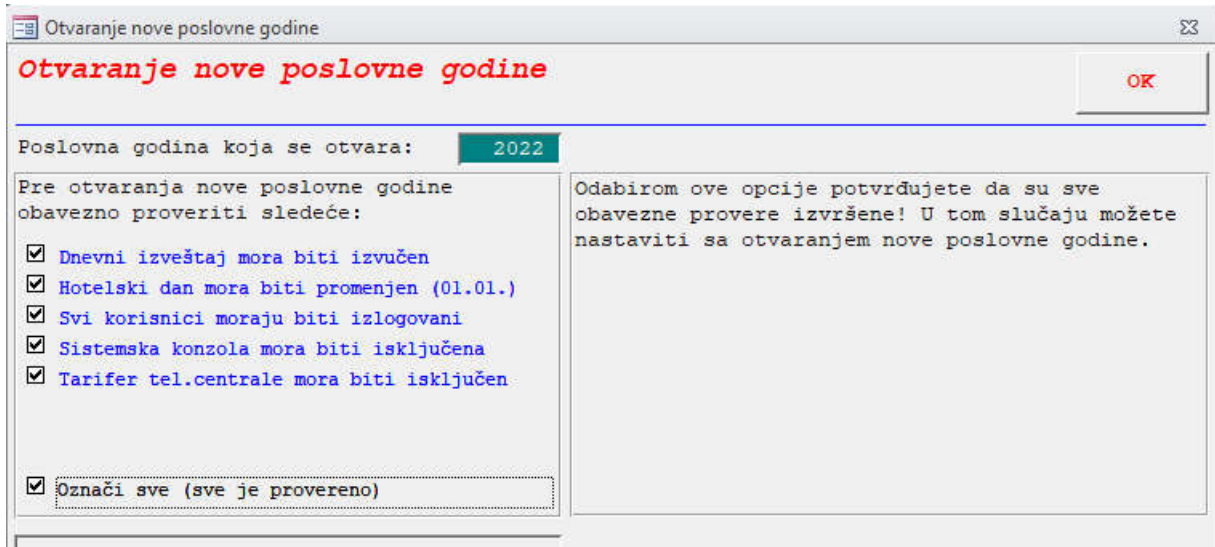 Otvaranje nove poslovne godine
Otvaranje nove poslovne godine
OK
Poslovna godina koja se otvara: 2022
Pre otvaranja nove poslovne godine
obavezno proveriti sledeće:
Dnevni izveštaj mora biti izvučen
Hotelski dan mora biti promenjen (01.01.)
Svi korisnici moraju biti izlogovani
Sistemska konzola mora biti isključena
Tarifer tel.centrale mora biti isključen
Označi sve (sve je provereno)
Odabirom ove opcije potvrđujete da su sve
obavezne provere izvršene! U tom slučaju možete
nastaviti sa otvaranjem nove poslovne godine.